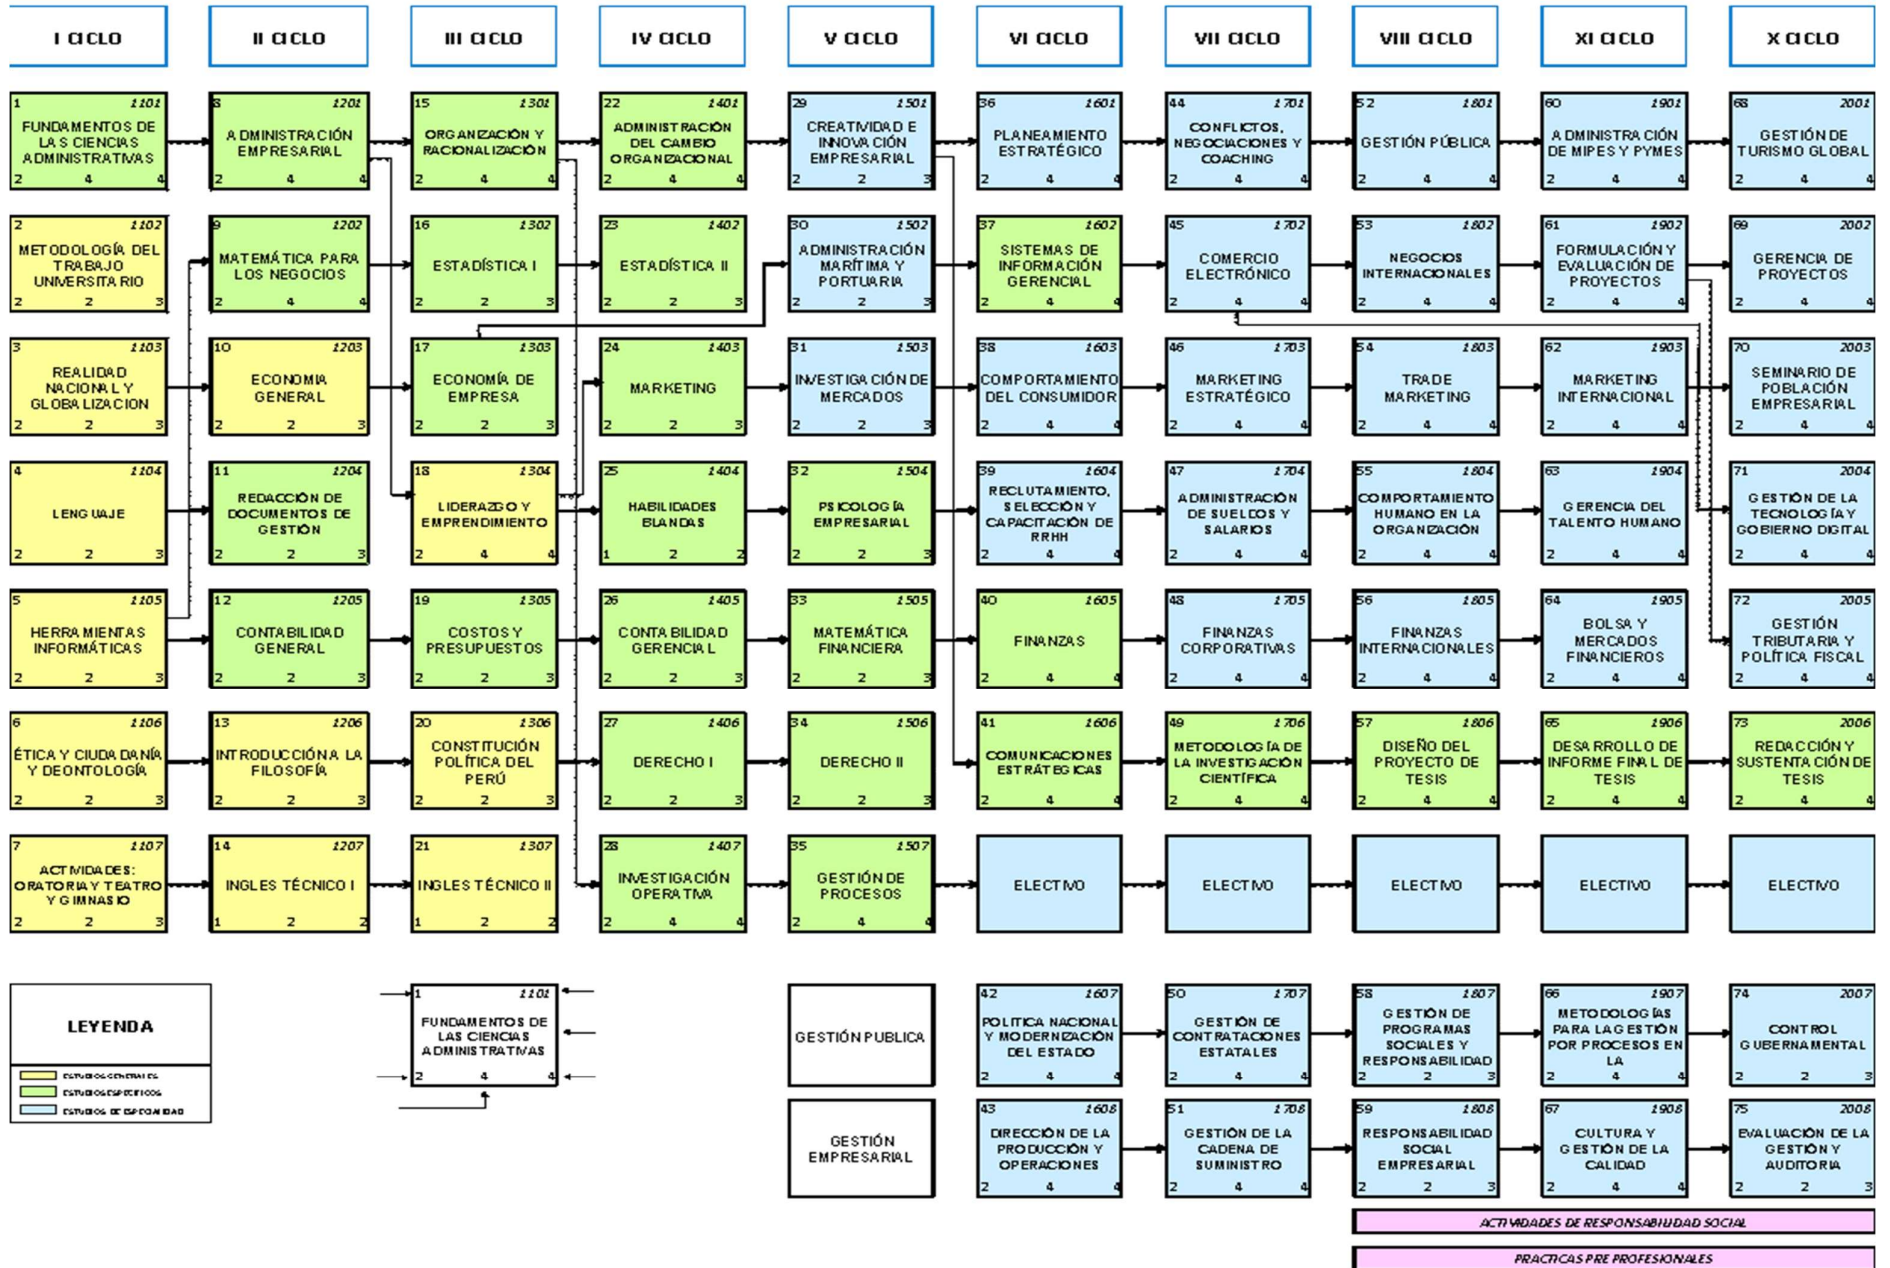 I CICLO
II CICLO
III CICLO
IV CICLO
V CICLO
VI CICLO
VII CICLO
VIII CICLO
XI CICLO
X CICLO
1 1101
FUNDAMENTOS DE
LAS CIENCIAS
ADMINISTRATIVAS
2 4 4
8 1201
ADMINISTRACIÓN
EMPRESARIAL
2 4 4
15 1301
ORGANIZACIÓN Y
RACIONALIZACIÓN
2 4 4
22 1401
ADMINISTRACIÓN
DEL CAMBIO
ORGANIZACIONAL
2 4 4
29 1501
CREATIVIDAD E
INNOVACIÓN
EMPRESARIAL
2 2 3
36 1601
PLANEAMIENTO
ESTRATÉGICO
2 4 4
44 1701
CONFLICTOS,
NEGOCIACIONES Y
COACHING
2 4 4
52 1801
GESTIÓN PÚBLICA
2 4 4
60 1901
ADMINISTRACIÓN
DE MIPES Y PYMES
2 4 4
68 2001
GESTIÓN DE
TURISMO GLOBAL
2 4 4
2 1102
METODOLOGÍA DEL
TRABAJO
UNIVERSITARIO
2 2 3
9 1202
MATEMÁTICA PARA
LOS NEGOCIOS
2 4 4
16 1302
ESTADÍSTICA I
2 2 3
23 1402
ESTADÍSTICA II
2 2 3
30 1502
ADMINISTRACIÓN
MARÍTIMA Y
PORTUARIA
2 2 3
37 1602
SISTEMAS DE
INFORMACIÓN
GERENCIAL
2 4 4
45 1702
COMERCIO
ELECTRÓNICO
2 4 4
53 1802
NEGOCIOS
INTERNACIONALES
2 4 4
61 1902
FORMULACIÓN Y
EVALUACIÓN DE
PROYECTOS
2 4 4
69 2002
GERENCIA DE
PROYECTOS
2 4 4
3 1103
REALIDAD
NACIONAL Y
GLOBALIZACION
2 2 3
10 1203
ECONOMIA
GENERAL
2 2 3
17 1303
ECONOMÍA DE
EMPRESA
2 2 3
24 1403
MARKETING
2 2 3
31 1503
INVESTIGACIÓN DE
MERCADOS
2 2 3
38 1603
COMPORTAMIENTO
DEL CONSUMIDOR
2 4 4
46 1703
MARKETING
ESTRATÉGICO
2 4 4
54 1803
TRADE
MARKETING
2 4 4
62 1903
MARKETING
INTERNACIONAL
2 4 4
70 2003
SEMINARIO DE
POBLACIÓN
EMPRESARIAL
2 4 4
4 1104
LENGUAJE
2 2 3
11 1204
REDACCIÓN DE
DOCUMENTOS DE
GESTIÓN
2 2 3
18 1304
LIDERAZGO Y
EMPRENDIMIENTO
2 4 4
25 1404
HABILIDADES
BLANDAS
1 2 2
32 1504
PSICOLOGÍA
EMPRESARIAL
2 2 3
39 1604
RECLUTAMIENTO,
SELECCIÓN Y
CAPACITACIÓN DE
RRHH
2 4 4
47 1704
ADMINISTRACIÓN
DE SUELDOS Y
SALARIOS
2 4 4
55 1804
COMPORTAMIENTO
HUMANO EN LA
ORGANIZACIÓN
2 4 4
63 1904
GERENCIA DEL
TALENTO HUMANO
2 4 4
71 2004
GESTIÓN DE LA
TECNOLOGÍA Y
GOBIERNO DIGITAL
2 4 4
5 1105
HERRAMIENTAS
INFORMÁTICAS
2 2 3
12 1205
CONTABILIDAD
GENERAL
2 2 3
19 1305
COSTOS Y
PRESUPUESTOS
2 2 3
26 1405
CONTABILIDAD
GERENCIAL
2 2 3
33 1505
MATEMÁTICA
FINANCIERA
2 2 3
40 1605
FINANZAS
2 4 4
48 1705
FINANZAS
CORPORATIVAS
2 4 4
56 1805
FINANZAS
INTERNACIONALES
2 4 4
64 1905
BOLSA Y
MERCADOS
FINANCIEROS
2 4 4
72 2005
GESTIÓN
TRIBUTARIA Y
POLÍTICA FISCAL
2 4 4
6 1106
ÉTICA Y CIUDADANÍA
Y DEONTOLOGÍA
2 2 3
13 1206
INTRODUCCIÓN A LA
FILOSOFÍA
2 2 3
20 1306
CONSTITUCIÓN
POLÍTICA DEL
PERÚ
2 2 3
27 1406
DERECHO I
2 2 3
34 1506
DERECHO II
2 2 3
41 1606
COMUNICACIONES
ESTRÁTEGICAS
2 4 4
49 1706
METODOLOGÍA DE
LA INVESTIGACIÓN
CIENTÍFICA
2 4 4
57 1806
DISEÑO DEL
PROYECTO DE
TESIS
2 4 4
65 1906
DESARROLLO DE
INFORME FINAL DE
TESIS
2 4 4
73 2006
REDACCIÓN Y
SUSTENTACIÓN DE
TESIS
2 4 4
7 1107
ACTIVIDADES:
ORATORIA Y TEATRO
Y GIMNASIO
2 2 3
14 1207
INGLES TÉCNICO I
1 2 2
21 1307
INGLES TÉCNICO II
1 2 2
28 1407
INVESTIGACIÓN
OPERATIVA
2 4 4
35 1507
GESTIÓN DE
PROCESOS
2 4 4
ELECTIVO
ELECTIVO
ELECTIVO
ELECTIVO
ELECTIVO
LEYENDA
ESTUDIOS GENERALES
ESTUDIOS ESPECÍFICOS
ESTUDIOS DE ESPECIALIDAD
1 1101
FUNDAMENTOS DE
LAS CIENCIAS
ADMINISTRATIVAS
2 4 4
GESTIÓN PUBLICA
42 1607
POLITICA NACIONAL
Y MODERNIZACIÓN
DEL ESTADO
2 4 4
50 1707
GESTIÓN DE
CONTRATACIONES
ESTATALES
2 4 4
58 1807
GESTIÓN DE
PROGRAMAS
SOCIALES Y
RESPONSABILIDAD
2 2 3
66 1907
METODOLOGÍAS
PARA LA GESTIÓN
POR PROCESOS EN
LA
2 4 4
74 2007
CONTROL
GUBERNAMENTAL
2 2 3
GESTIÓN
EMPRESARIAL
43 1608
DIRECCIÓN DE LA
PRODUCCIÓN Y
OPERACIONES
2 4 4
51 1708
GESTIÓN DE LA
CADENA DE
SUMINISTRO
2 4 4
59 1808
RESPONSABILIDAD
SOCIAL
EMPRESARIAL
2 2 3
67 1908
CULTURA Y
GESTIÓN DE LA
CALIDAD
2 4 4
75 2008
EVALUACIÓN DE LA
GESTIÓN Y
AUDITORIA
2 2 3
ACTIVIDADES DE RESPONSABILIDAD SOCIAL
PRACTICAS PRE PROFESIONALES